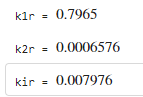 k1r = 0.7965
k2r = 0.0006576
kir = 0.007976